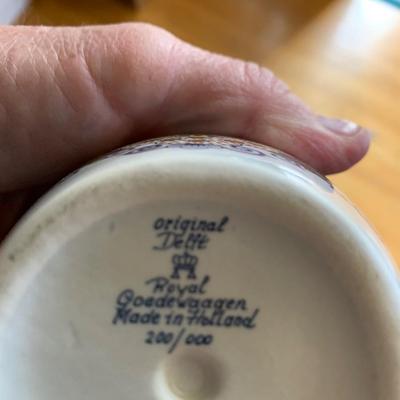 original
Delft
Royal
Goedewaagen
Made in Holland
200/000